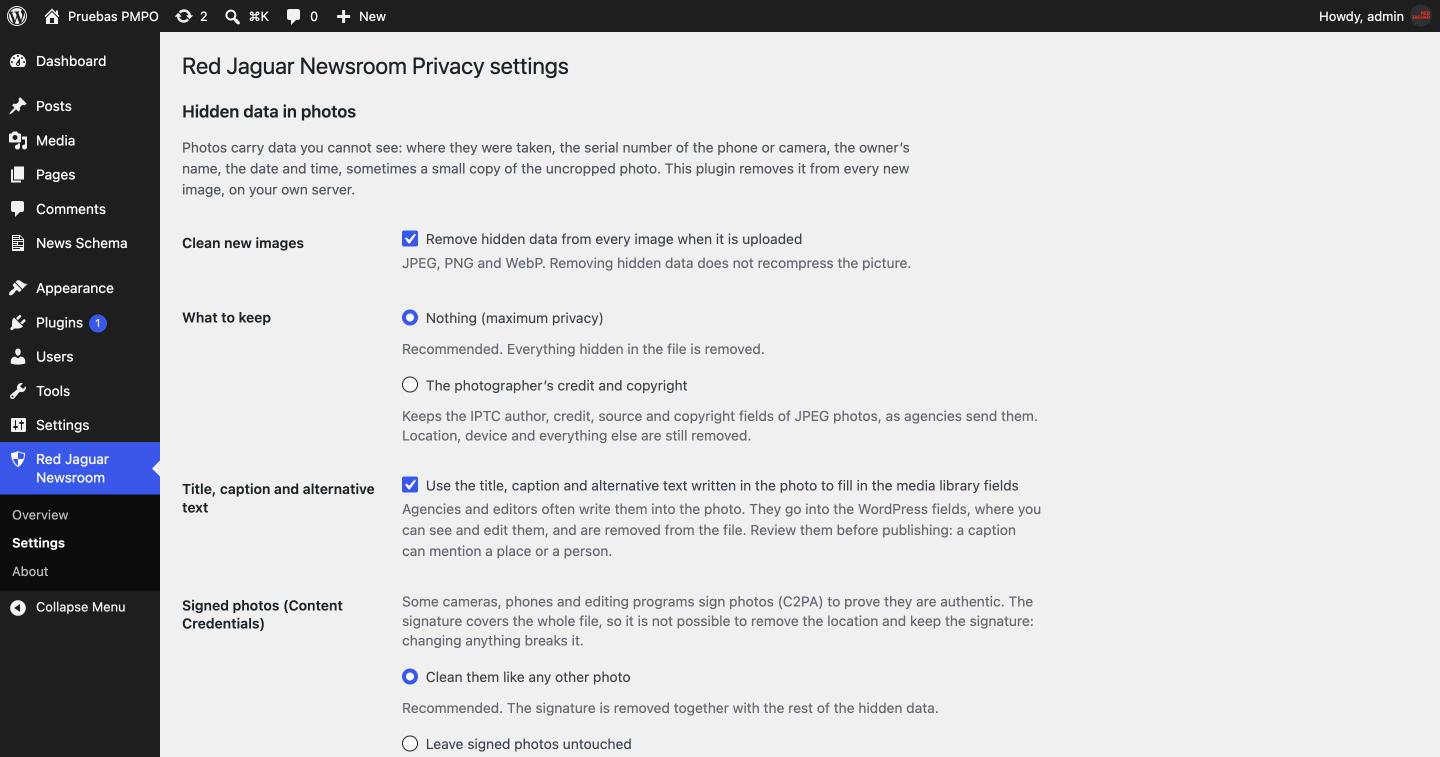 Pruebas PMPO
2
⌘K
0
New
Howdy, admin
Dashboard
Posts
Media
Pages
Comments
News Schema
Appearance
Plugins 1
Users
Tools
Settings
Red Jaguar
Newsroom
Overview
Settings
About
Collapse Menu
Red Jaguar Newsroom Privacy settings
Hidden data in photos
Photos carry data you cannot see: where they were taken, the serial number of the phone or camera, the owner’s
name, the date and time, sometimes a small copy of the uncropped photo. This plugin removes it from every new
image, on your own server.
Clean new images
Remove hidden data from every image when it is uploaded
JPEG, PNG and WebP. Removing hidden data does not recompress the picture.
What to keep
Nothing (maximum privacy)
Recommended. Everything hidden in the file is removed.
The photographer’s credit and copyright
Keeps the IPTC author, credit, source and copyright fields of JPEG photos, as agencies send them.
Location, device and everything else are still removed.
Title, caption and alternative
text
Use the title, caption and alternative text written in the photo to fill in the media library fields
Agencies and editors often write them into the photo. They go into the WordPress fields, where you
can see and edit them, and are removed from the file. Review them before publishing: a caption
can mention a place or a person.
Signed photos (Content
Credentials)
Some cameras, phones and editing programs sign photos (C2PA) to prove they are authentic. The
signature covers the whole file, so it is not possible to remove the location and keep the signature:
changing anything breaks it.
Clean them like any other photo
Recommended. The signature is removed together with the rest of the hidden data.
Leave signed photos untouched